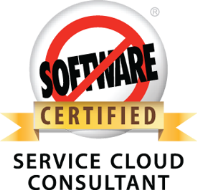 ®
SOFTWARE
CERTIFIED
SERVICE CLOUD
CONSULTANT